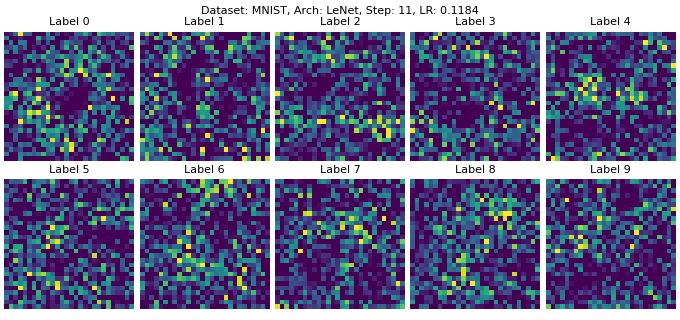 Dataset: MNIST, Arch: LeNet, Step: 11, LR: 0.1184
Label 0
Label 1
Label 2
Label 3
Label 4
Label 5
Label 6
Label 7
Label 8
Label 9